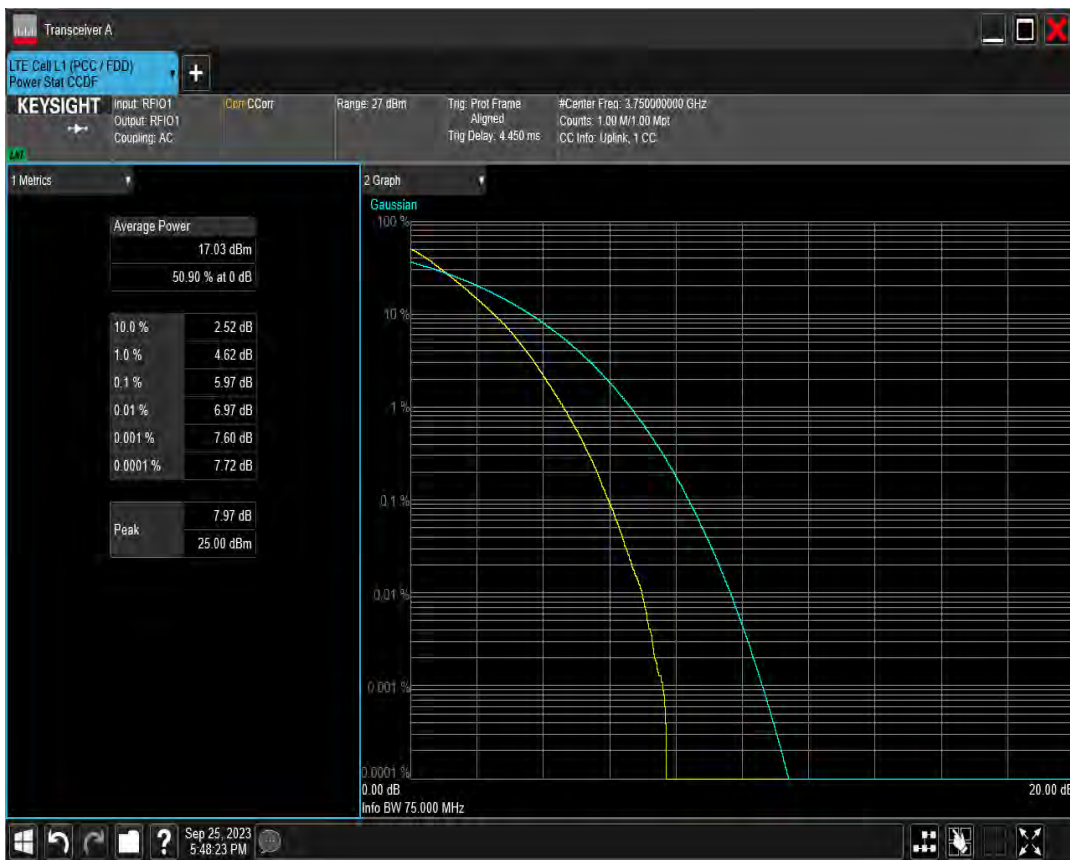 Transceiver A
LTE Cell L1 (PCC / FDD)
Power Stat CCDF
KEYSIGHT
Input: RFIO1
Output: RFIO1
Coupling: AC
Corr CCorr
Range: 27 dBm
Trig: Prot Frame
Aligned
Trig Delay: 4.450 ms
#Center Freq: 3.750000000 GHz
Counts: 1.00 M/1.00 Mpt
CC Info: Uplink, 1 CC
1 Metrics
Average Power
17.03 dBm
50.90 % at 0 dB
10.0 % 2.52 dB
1.0 % 4.62 dB
0.1 % 5.97 dB
0.01 % 6.97 dB
0.001 % 7.60 dB
0.0001 % 7.72 dB
Peak
7.97 dB
25.00 dBm
2 Graph
Gaussian
100 %
10 %
1 %
0.1 %
0.01 %
0.001 %
0.0001 %
0.00 dB
20.00 dB
Info BW 75.000 MHz
Sep 25, 2023
5:48:23 PM